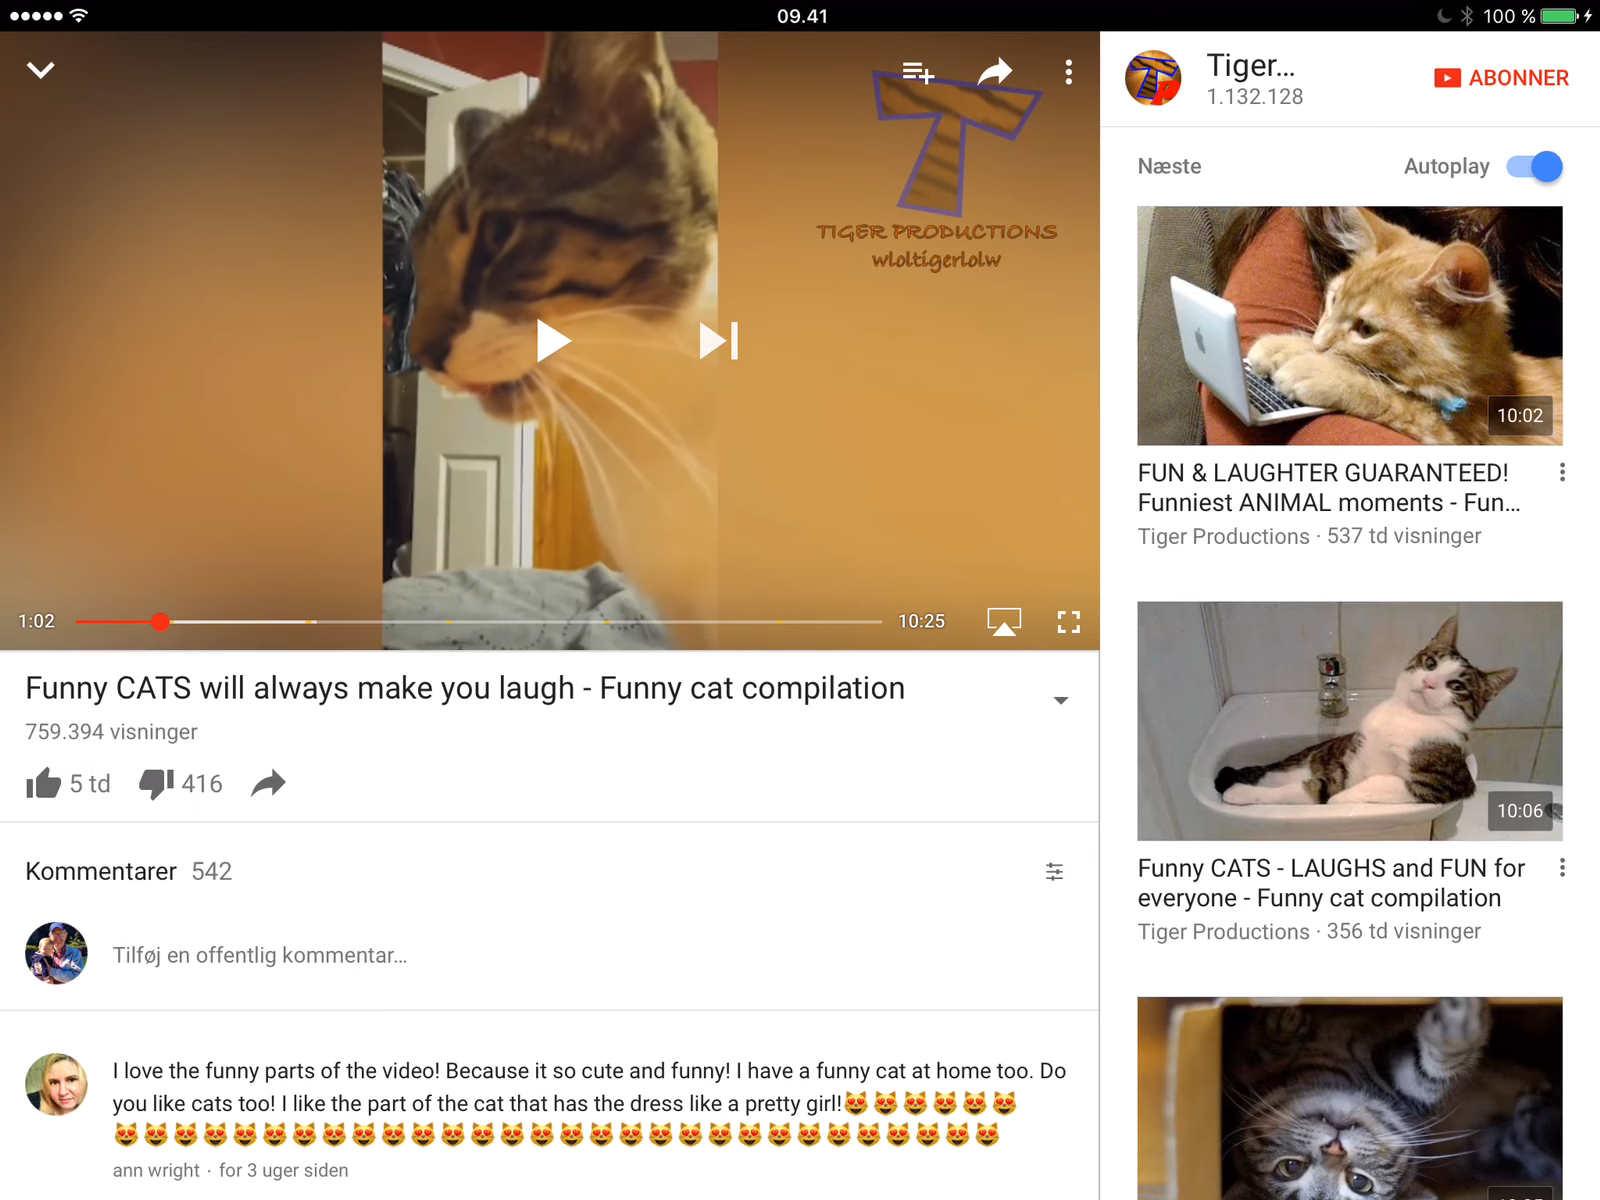 09.41
100 %
TIGER PRODUCTIONS
wloltigerlolw
1:02
10:25
Funny CATS will always make you laugh - Funny cat compilation
759.394 visninger
5 td
416
Kommentarer 542
Tilføj en offentlig kommentar...
I love the funny parts of the video! Because it so cute and funny! I have a funny cat at home too. Do
you like cats too! I like the part of the cat that has the dress like a pretty girl!😻😻😻😻😻😻
😻😻😻😻😻😻😻😻😻😻😻😻😻😻😻😻😻😻😻😻😻😻😻😻😻😻😻😻😻😻
ann wright · for 3 uger siden
Tiger...
1.132.128
ABONNER
Næste
Autoplay
10:02
FUN & LAUGHTER GUARANTEED!
Funniest ANIMAL moments - Fun...
Tiger Productions · 537 td visninger
10:06
Funny CATS - LAUGHS and FUN for
everyone - Funny cat compilation
Tiger Productions · 356 td visninger